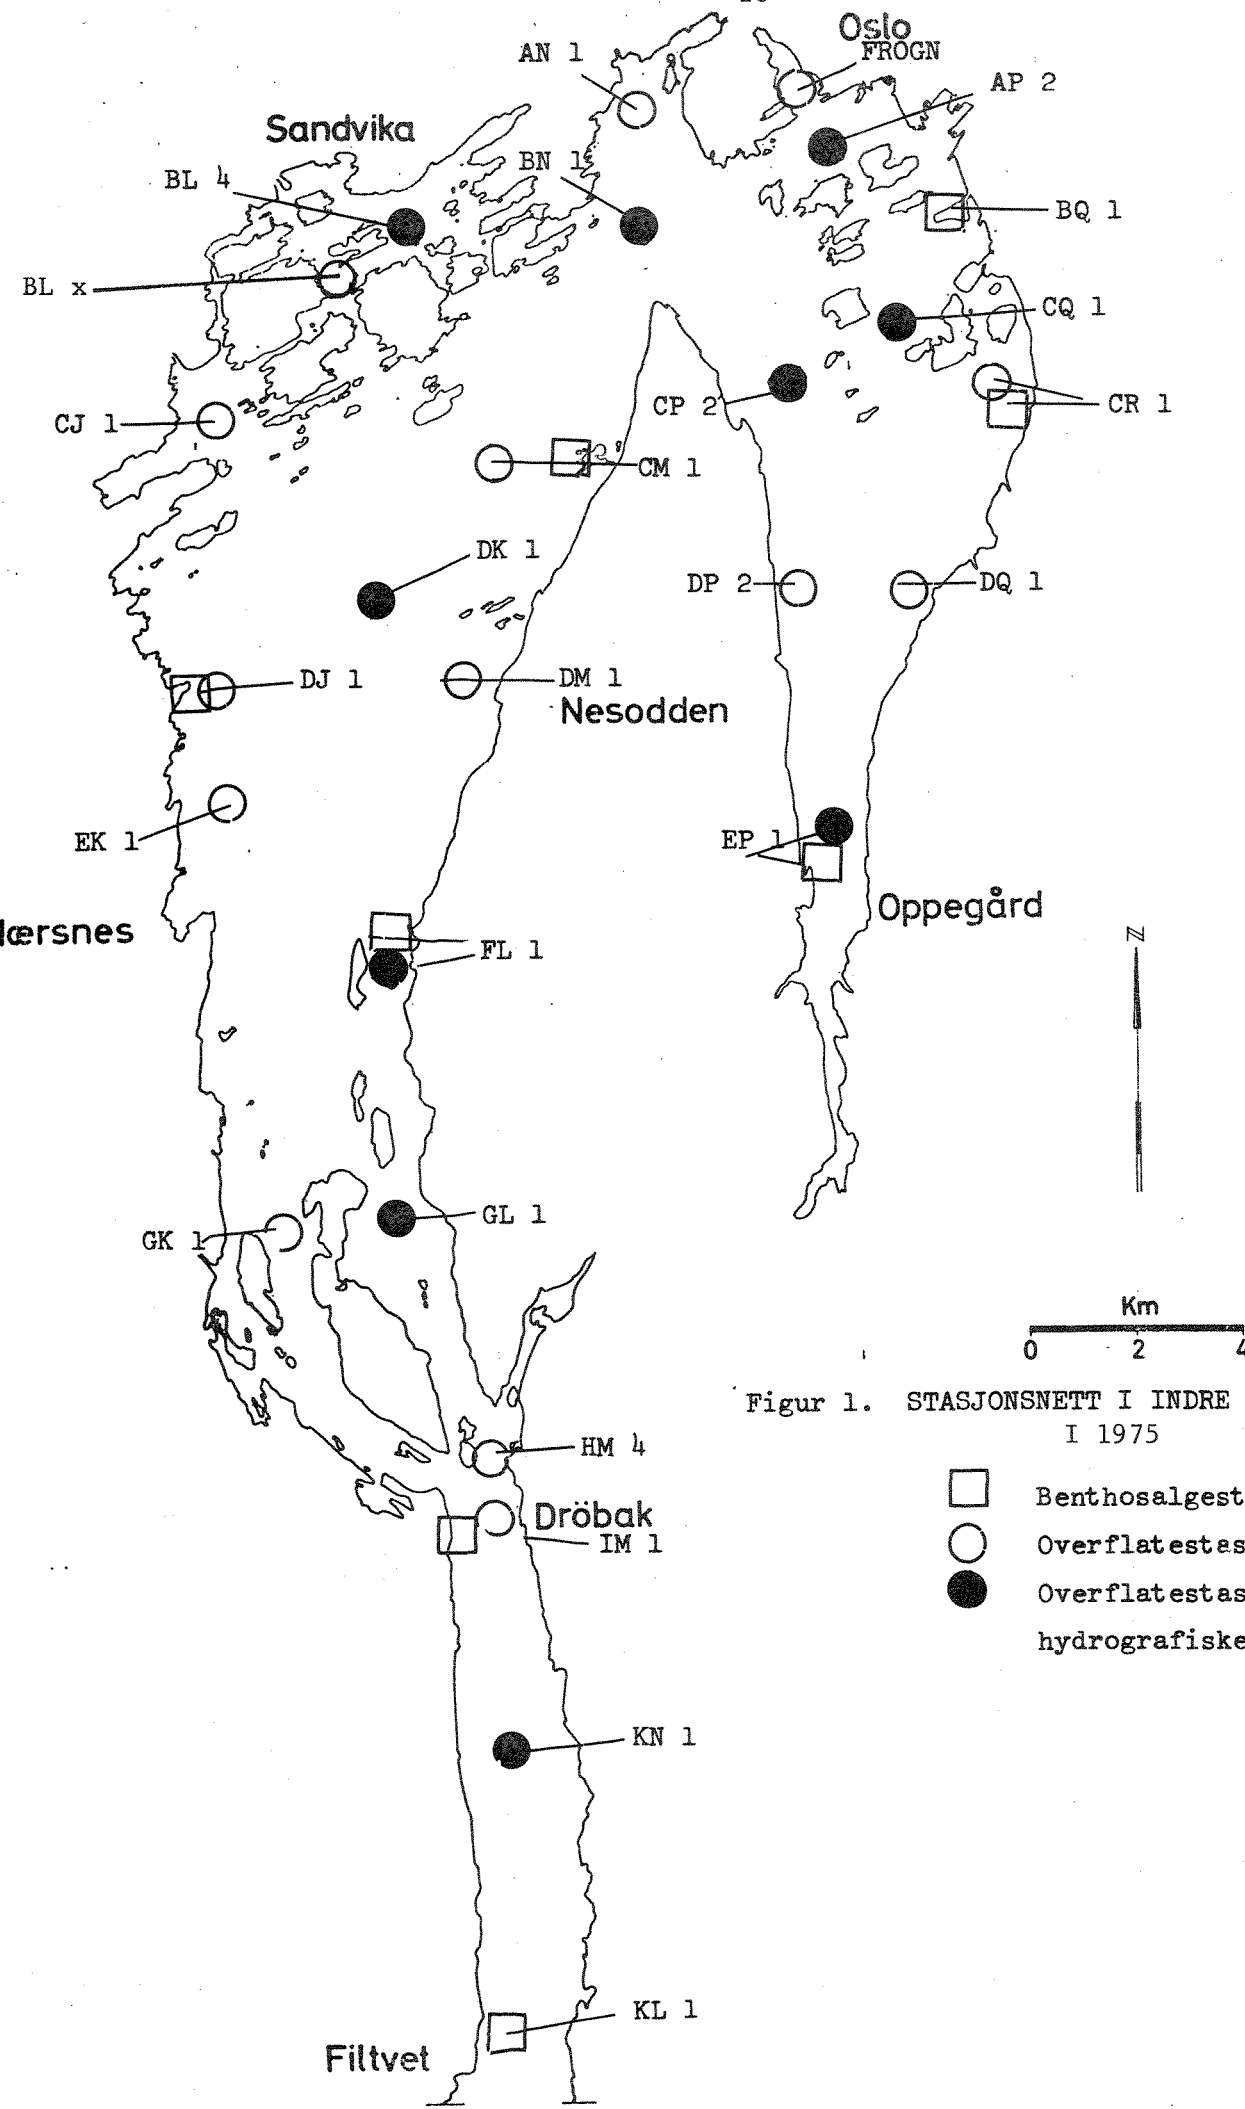 Oslo
FROGN
AN 1
AP 2
Sandvika
BN 1
BL 4
BQ 1
BL x
CQ 1
CP 2
CR 1
CJ 1
CM 1
DK 1
DP 2
DQ 1
DJ 1
DM 1
Nesodden
EK 1
EP 1
Oppegård
FL 1
N
GL 1
GK 1
Km
0 2 4
Figur 1. STASJONSNETT I INDRE
I 1975
HM 4
Benthosalgest
Dröbak
IM 1
Overflatestas
Overflatestas
hydrografiske
KN 1
KL 1
Filtvet